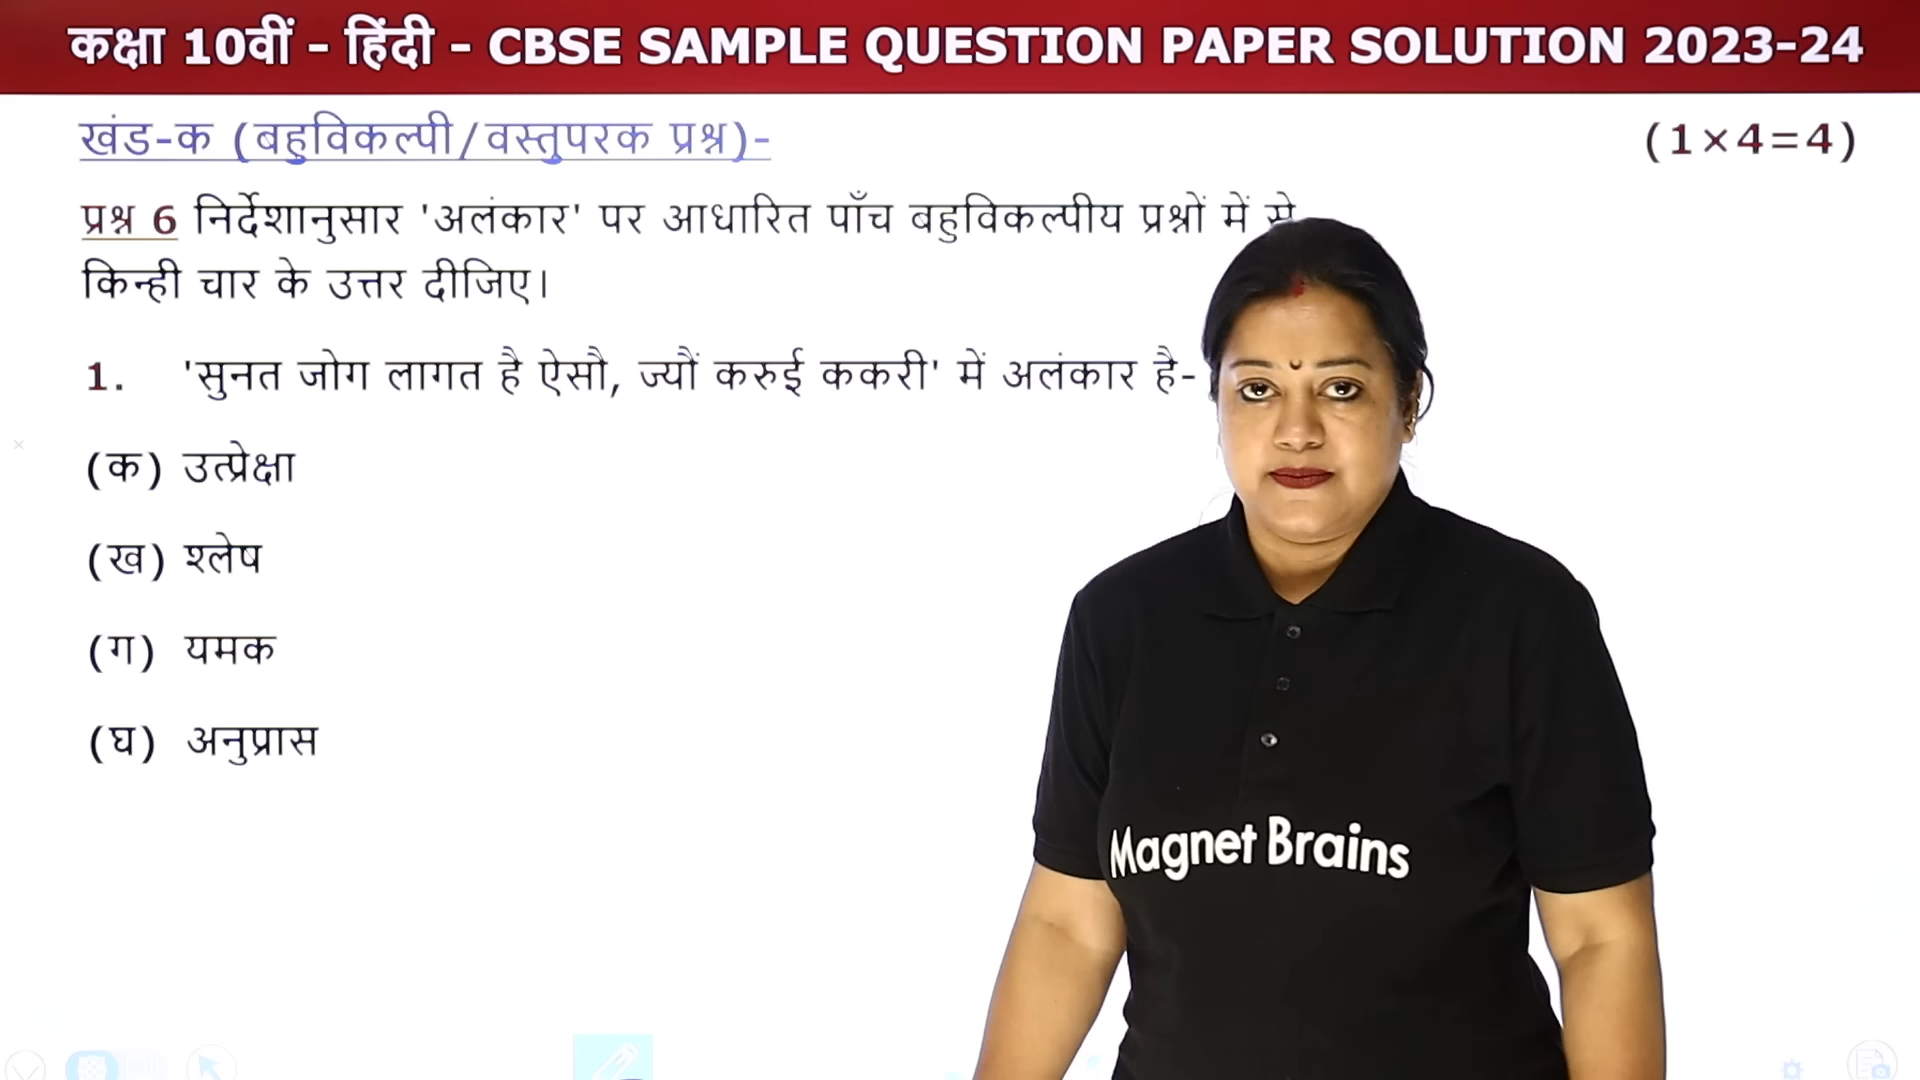 कक्षा 10वीं - हिंदी - CBSE SAMPLE QUESTION PAPER SOLUTION 2023-24
खंड-क (बहुविकल्पी/वस्तुपरक प्रश्न)- (1×4=4)
प्रश्न 6 निर्देशानुसार 'अलंकार' पर आधारित पाँच बहुविकल्पीय प्रश्नों में से
किन्ही चार के उत्तर दीजिए।
1. 'सुनत जोग लागत है ऐसौ, ज्यौं करुई ककरी' में अलंकार है-
(क) उत्प्रेक्षा
(ख) श्लेष
(ग) यमक
(घ) अनुप्रास
Magnet Brains